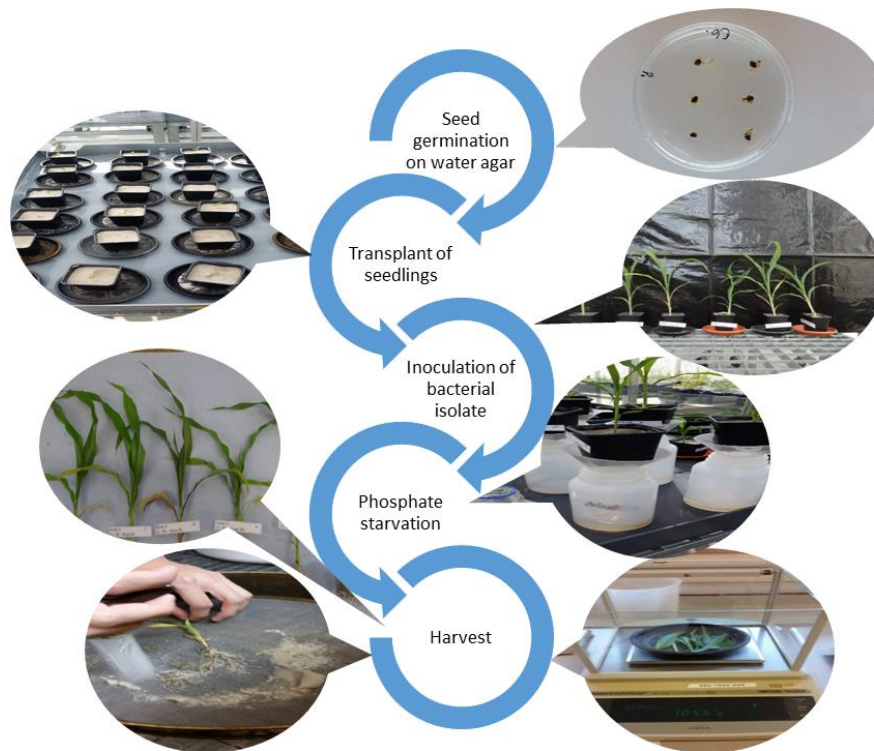 Seed
germination
on water agar
Transplant of
seedlings
Inoculation of
bacterial
isolate
Phosphate
starvation
Harvest